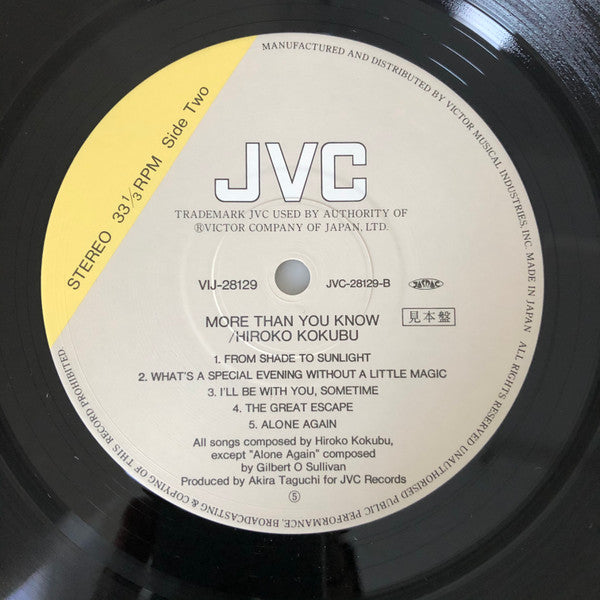 MANUFACTURED AND DISTRIBUTED BY VICTOR MUSICAL INDUSTRIES, INC. MADE IN JAPAN ALL RIGHTS RESERVED UNAUTHORISED PUBLIC PERFORMANCE, BROADCASTING & COPYING OF THIS RECORD PROHIBITED.
STEREO 33 1/3 RPM Side Two
JVC
TRADEMARK JVC USED BY AUTHORITY OF
®VICTOR COMPANY OF JAPAN, LTD.
VIJ-28129 JVC-28129-B JASRAC
MORE THAN YOU KNOW
/HIROKO KOKUBU
見本盤
1. FROM SHADE TO SUNLIGHT
2. WHAT'S A SPECIAL EVENING WITHOUT A LITTLE MAGIC
3. I'LL BE WITH YOU, SOMETIME
4. THE GREAT ESCAPE
5. ALONE AGAIN
All songs composed by Hiroko Kokubu,
except "Alone Again" composed
by Gilbert O Sullivan
Produced by Akira Taguchi for JVC Records
⑤